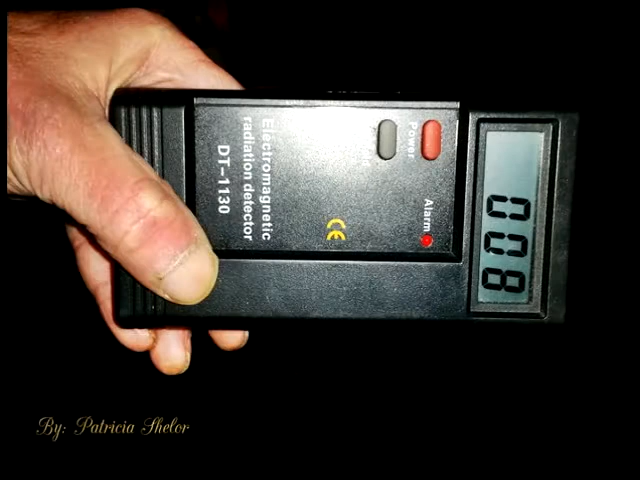 008
Alarm
Power
CE
Electromagnetic
radiation detector
DT-1130
By: Patricia Shelor